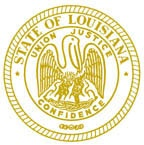 STATE OF LOUISIANA
UNION JUSTICE
CONFIDENCE